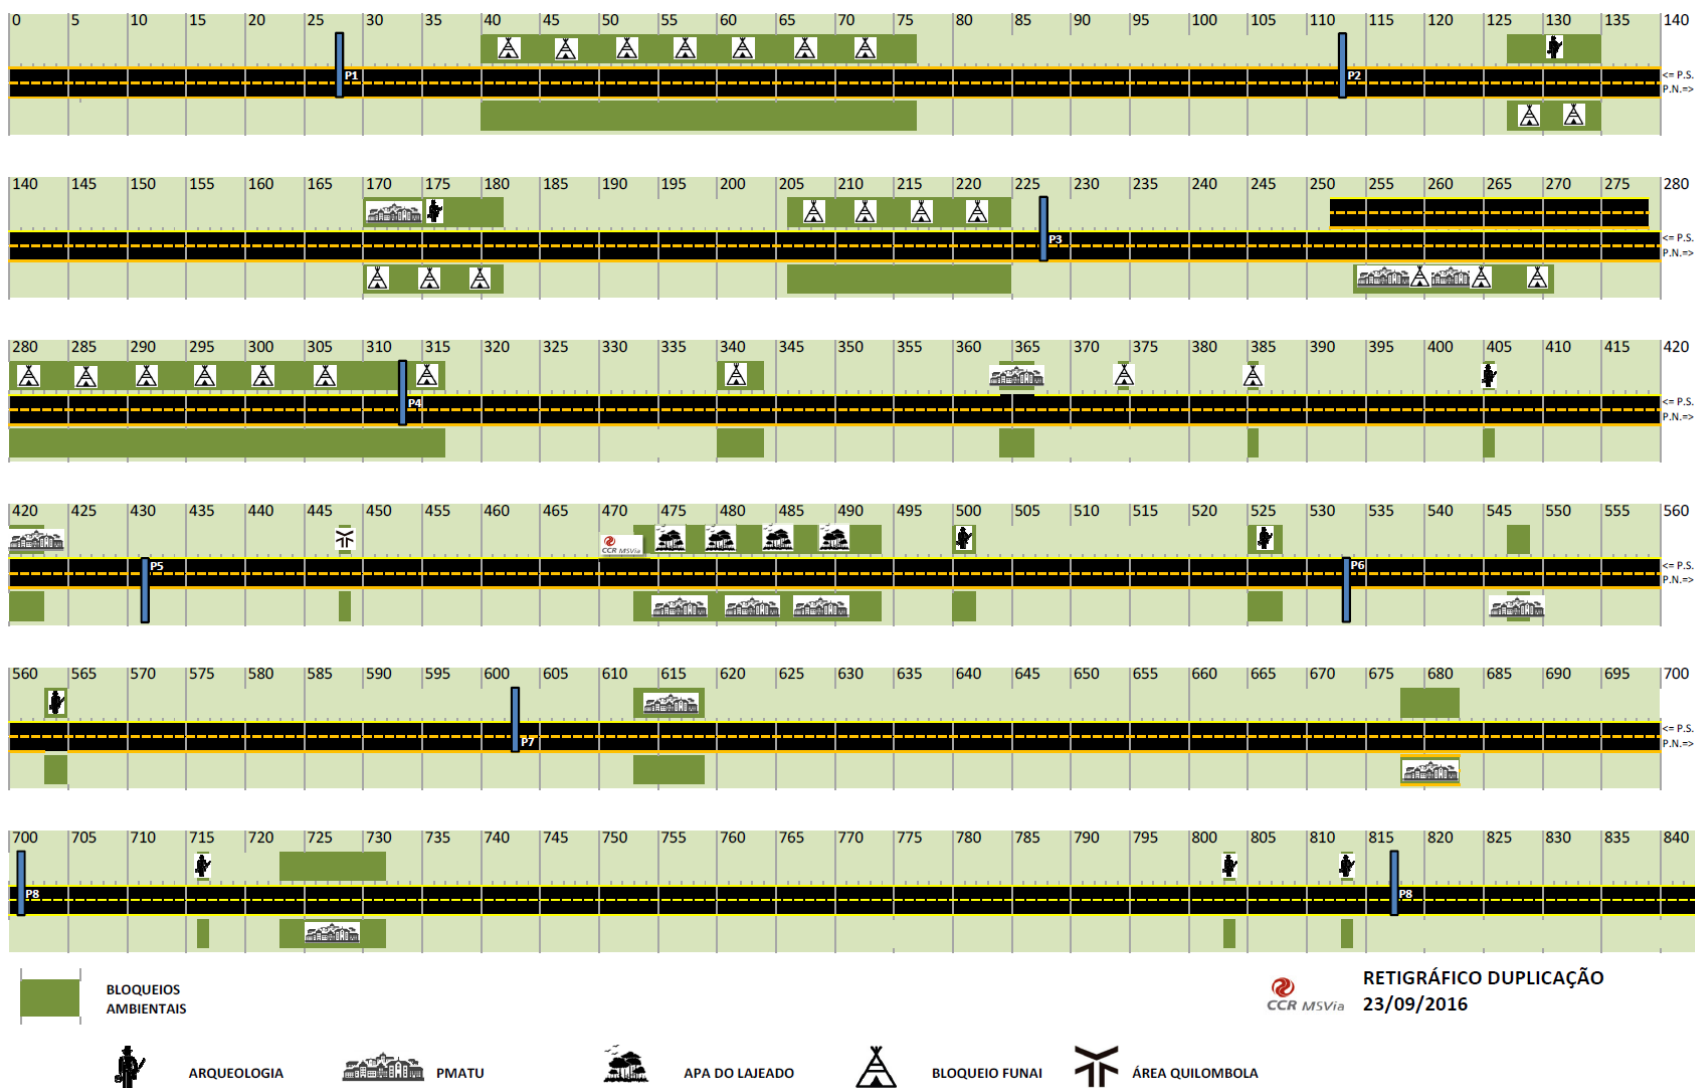 0 5 10 15 20 25 30 35 40 45 50 55 60 65 70 75 80 85 90 95 100 105 110 115 120 125 130 135 140
P1 P2 <= P.S.
P.N.=>
140 145 150 155 160 165 170 175 180 45 185 190 195 200 205 210 215 220 225 230 235 240 245 250 255 260 265 270 275 280
P3 <= P.S.
P.N.=>
280 285 290 295 300 305 310 315 320 325 330 335 340 345 350 355 360 365 370 375 380 385 390 395 400 405 410 415 420
P4 <= P.S.
P.N.=>
420 425 430 435 440 445 450 455 460 465 470 475 480 485 490 495 500 505 510 515 520 525 530 535 540 545 550 555 560
CCR MSVia
P5 P6 <= P.S.
P.N.=>
560 565 570 575 580 585 590 595 600 605 610 615 620 625 630 635 640 645 650 655 660 665 670 675 680 685 690 695 700
P7 <= P.S.
P.N.=>
700 705 710 715 720 725 730 735 740 745 750 755 760 765 770 775 780 785 790 795 800 805 810 815 820 825 830 835 840
P8 P8
BLOQUEIOS
AMBIENTAIS
CCR MSVia
RETIGRÁFICO DUPLICAÇÃO
23/09/2016
ARQUEOLOGIA PMATU APA DO LAJEADO BLOQUEIO FUNAI ÁREA QUILOMBOLA